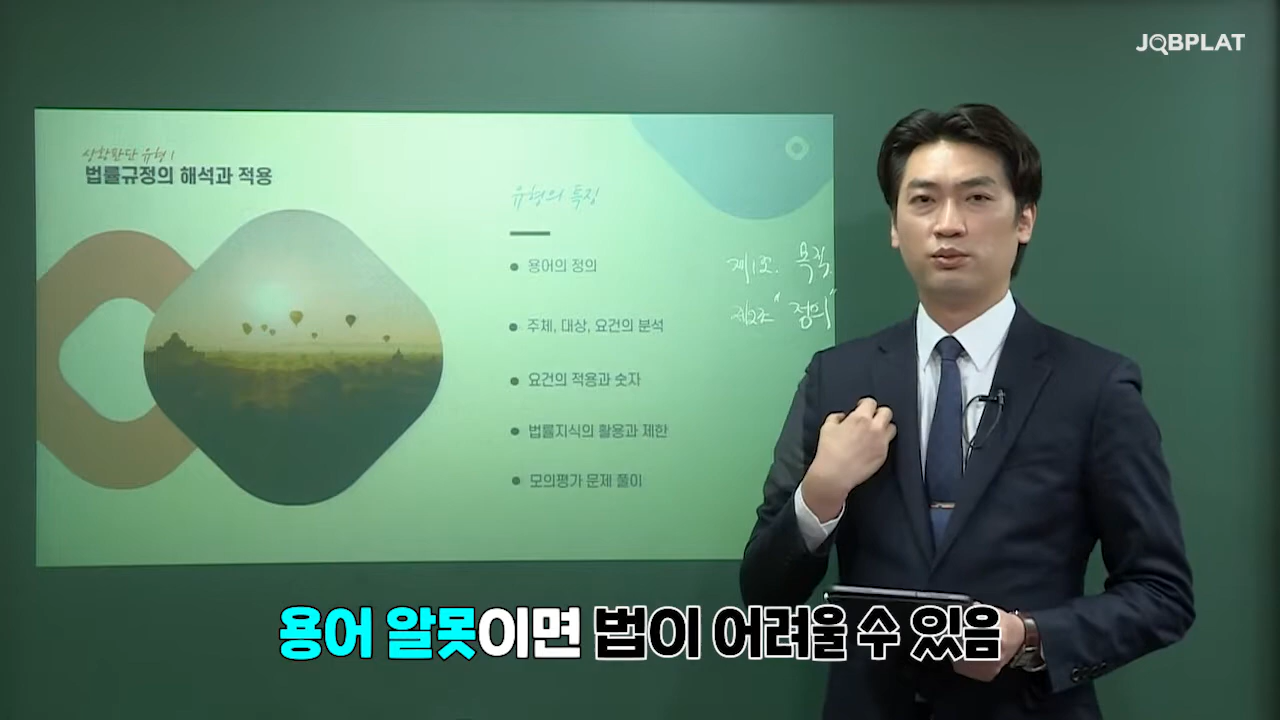 JOBPLAT
상황판단 유형 1
법률규정의 해석과 적용
유형의 특징
용어의 정의
주체, 대상, 요건의 분석
요건의 적용과 숫자
법률지식의 활용과 제한
모의평가 문제 풀이
제1조. 목적
제2조 "정의"
용어 알못이면 법이 어려울 수 있음